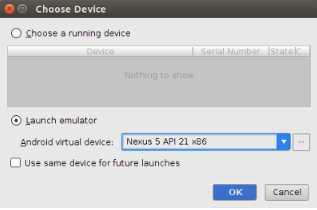 Choose Device
Choose a running device
Device Serial Number State C...
Nothing to show
Launch emulator
Android virtual device: Nexus 5 API 21 x86 ...
Use same device for future launches
OK Cancel